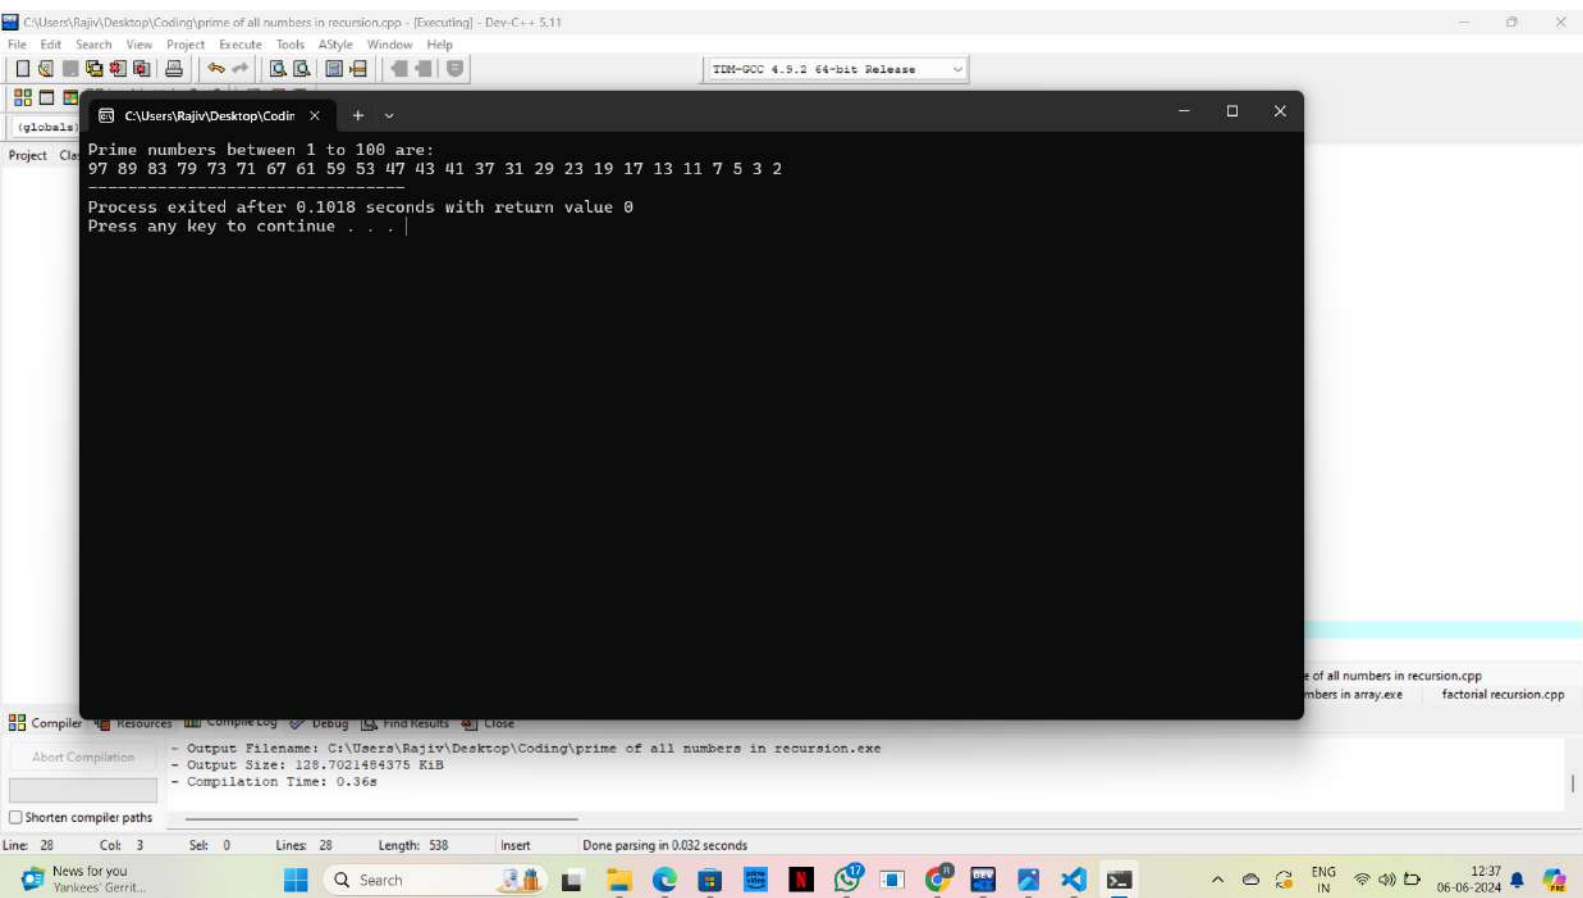 C:\Users\Rajiv\Desktop\Coding\prime of all numbers in recursion.cpp - [Executing] - Dev-C++ 5.11
File Edit Search View Project Execute Tools AStyle Window Help
TDM-GCC 4.9.2 64-bit Release
(globals)
C:\Users\Rajiv\Desktop\Codin
Project Cla
Prime numbers between 1 to 100 are:
97 89 83 79 73 71 67 61 59 53 47 43 41 37 31 29 23 19 17 13 11 7 5 3 2
--------------------------------
Process exited after 0.1018 seconds with return value 0
Press any key to continue . . .
e of all numbers in recursion.cpp
mbers in array.exe factorial recursion.cpp
Compiler Resources Compile Log Debug Find Results Close
Abort Compilation
- Output Filename: C:\Users\Rajiv\Desktop\Coding\prime of all numbers in recursion.exe
- Output Size: 128.7021484375 KiB
- Compilation Time: 0.36s
Shorten compiler paths
Line: 28 Col: 3 Sel: 0 Lines: 28 Length: 538 Insert Done parsing in 0.032 seconds
News for you
Yankees' Gerrit...
Search
prime video
N
17
R
DEV
ENG
IN
12:37
06-06-2024
PRE